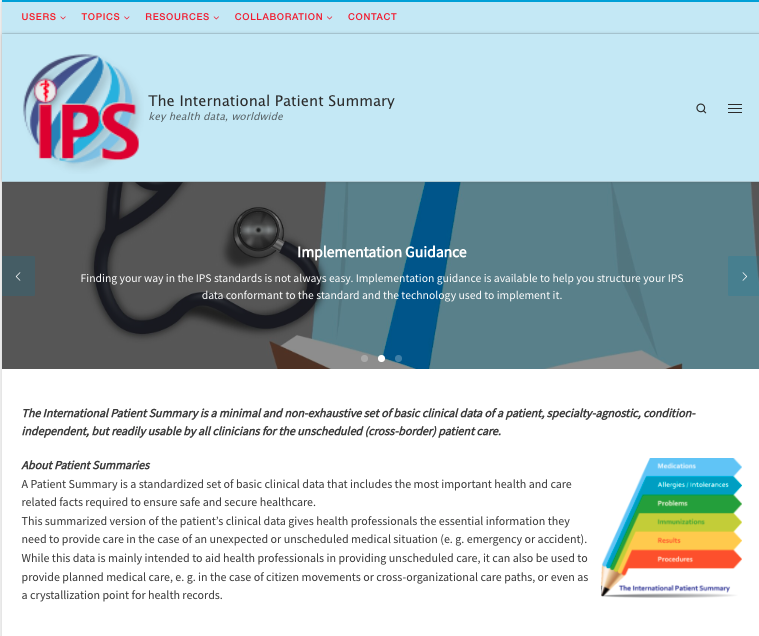 USERS TOPICS RESOURCES COLLABORATION CONTACT
IPS
The International Patient Summary
key health data, worldwide
Implementation Guidance
Finding your way in the IPS standards is not always easy. Implementation guidance is available to help you structure your IPS
data conformant to the standard and the technology used to implement it.
The International Patient Summary is a minimal and non-exhaustive set of basic clinical data of a patient, specialty-agnostic, condition-
independent, but readily usable by all clinicians for the unscheduled (cross-border) patient care.
About Patient Summaries
A Patient Summary is a standardized set of basic clinical data that includes the most important health and care
related facts required to ensure safe and secure healthcare.
This summarized version of the patient's clinical data gives health professionals the essential information they
need to provide care in the case of an unexpected or unscheduled medical situation (e. g. emergency or accident).
While this data is mainly intended to aid health professionals in providing unscheduled care, it can also be used to
provide planned medical care, e. g. in the case of citizen movements or cross-organizational care paths, or even as
a crystallization point for health records.
Medications
Allergies / Intolerances
Problems
Immunizations
Results
Procedures
The International Patient Summary